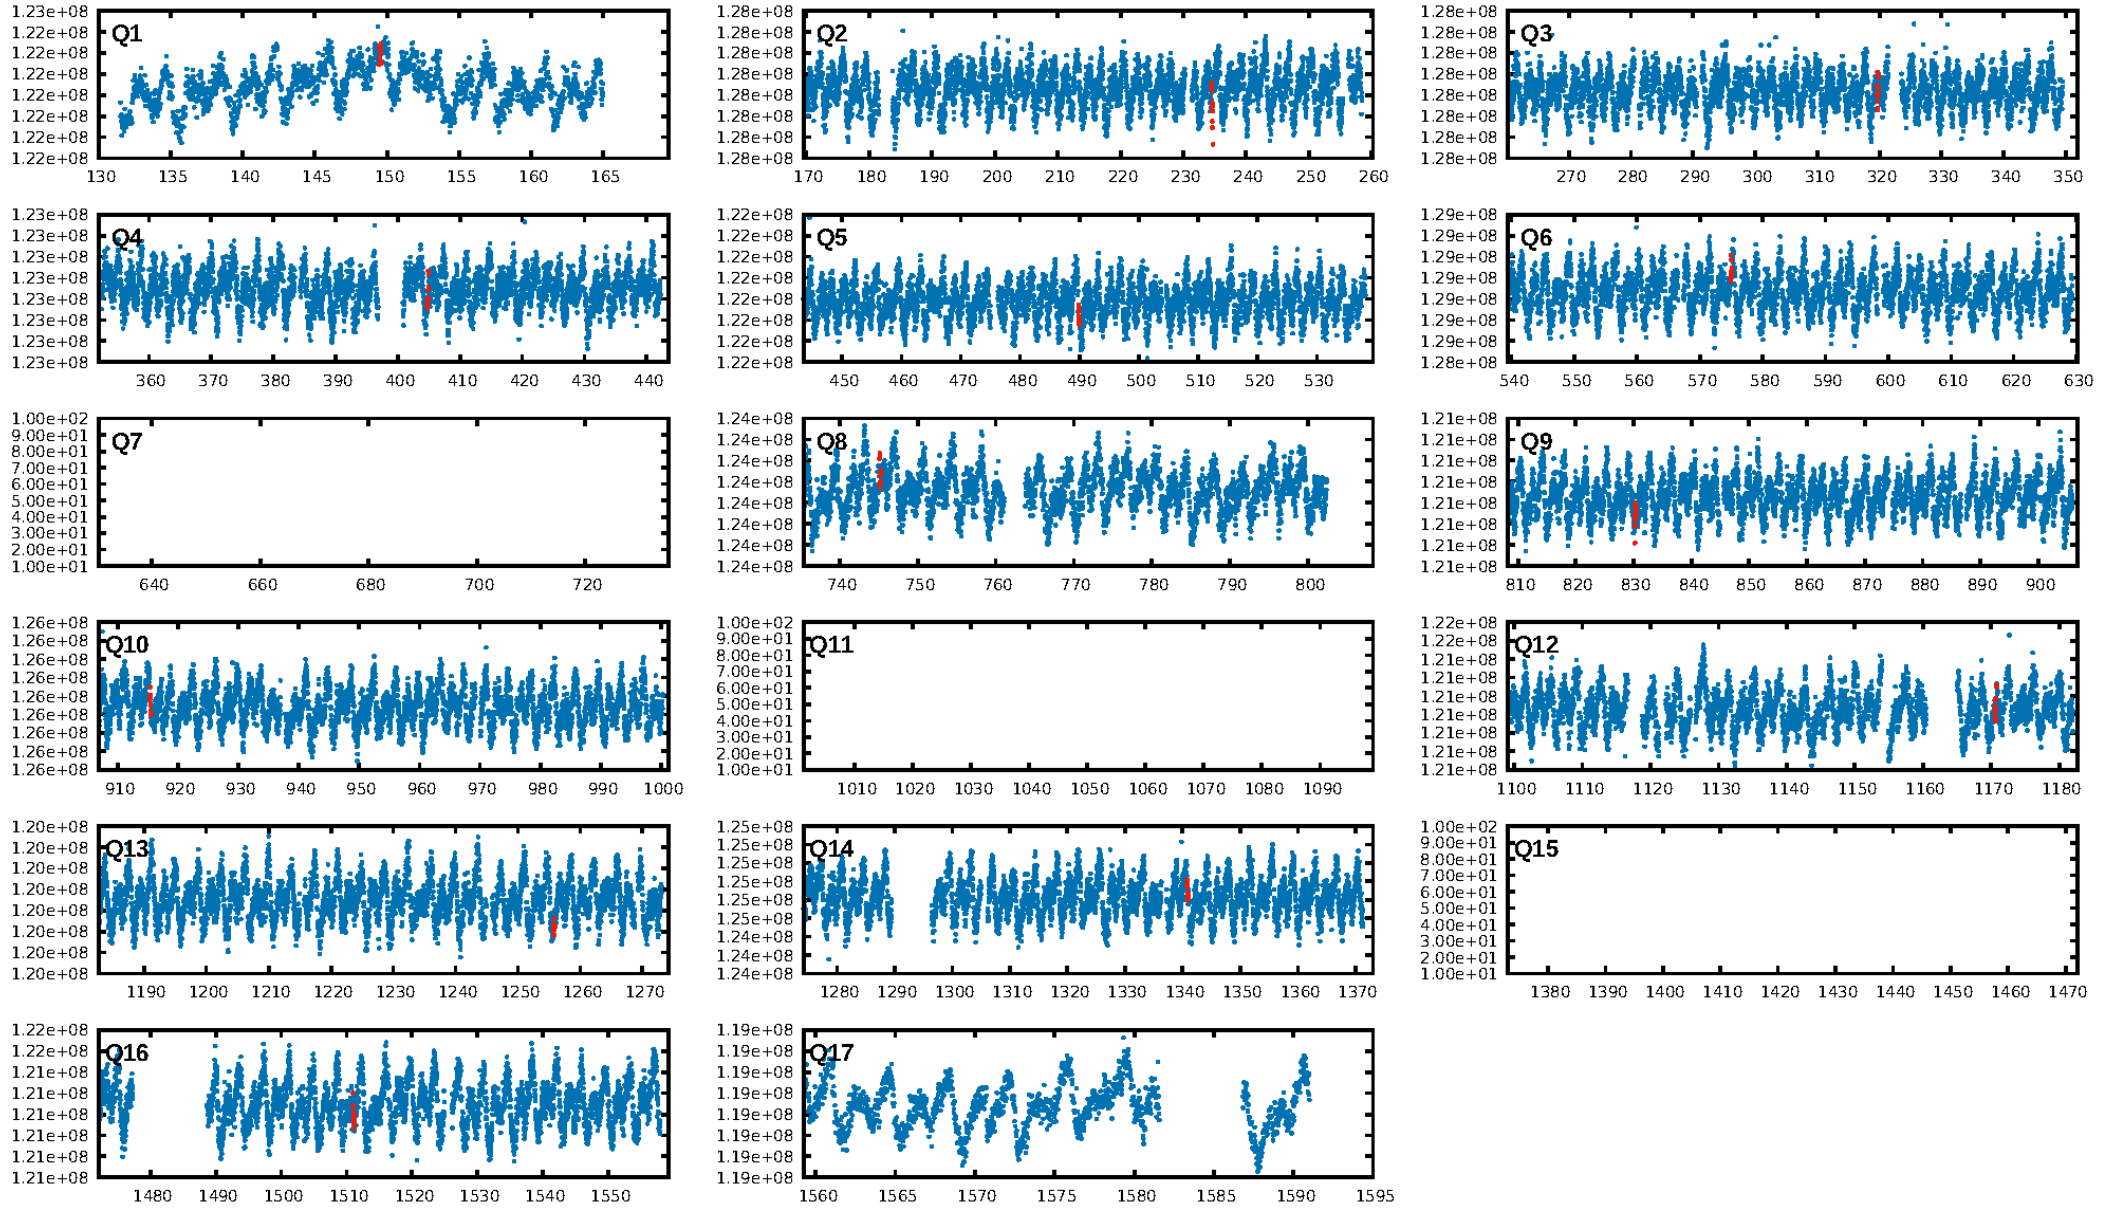 Q1
1.23e+08
1.22e+08
1.22e+08
1.22e+08
1.22e+08
1.22e+08
1.22e+08
1.22e+08
130 135 140 145 150 155 160 165
Q2
1.28e+08
1.28e+08
1.28e+08
1.28e+08
1.28e+08
1.28e+08
1.28e+08
1.28e+08
170 180 190 200 210 220 230 240 250 260
Q3
1.28e+08
1.28e+08
1.28e+08
1.28e+08
1.28e+08
1.28e+08
1.28e+08
1.28e+08
270 280 290 300 310 320 330 340 350
Q4
1.23e+08
1.23e+08
1.23e+08
1.23e+08
1.23e+08
1.23e+08
1.23e+08
1.23e+08
360 370 380 390 400 410 420 430 440
Q5
1.22e+08
1.22e+08
1.22e+08
1.22e+08
1.22e+08
1.22e+08
1.22e+08
1.22e+08
450 460 470 480 490 500 510 520 530
Q6
1.29e+08
1.29e+08
1.29e+08
1.29e+08
1.29e+08
1.29e+08
1.29e+08
1.28e+08
540 550 560 570 580 590 600 610 620 630
Q7
1.00e+02
9.00e+01
8.00e+01
7.00e+01
6.00e+01
5.00e+01
4.00e+01
3.00e+01
2.00e+01
1.00e+01
640 660 680 700 720
Q8
1.24e+08
1.24e+08
1.24e+08
1.24e+08
1.24e+08
1.24e+08
1.24e+08
1.24e+08
740 750 760 770 780 790 800
Q9
1.21e+08
1.21e+08
1.21e+08
1.21e+08
1.21e+08
1.21e+08
1.21e+08
1.21e+08
810 820 830 840 850 860 870 880 890 900
Q10
1.26e+08
1.26e+08
1.26e+08
1.26e+08
1.26e+08
1.26e+08
1.26e+08
1.26e+08
1.26e+08
910 920 930 940 950 960 970 980 990 1000
Q11
1.00e+02
9.00e+01
8.00e+01
7.00e+01
6.00e+01
5.00e+01
4.00e+01
3.00e+01
2.00e+01
1.00e+01
1010 1020 1030 1040 1050 1060 1070 1080 1090
Q12
1.22e+08
1.22e+08
1.21e+08
1.21e+08
1.21e+08
1.21e+08
1.21e+08
1.21e+08
1.21e+08
1100 1110 1120 1130 1140 1150 1160 1170 1180
Q13
1.20e+08
1.20e+08
1.20e+08
1.20e+08
1.20e+08
1.20e+08
1.20e+08
1.20e+08
1190 1200 1210 1220 1230 1240 1250 1260 1270
Q14
1.25e+08
1.25e+08
1.25e+08
1.25e+08
1.25e+08
1.25e+08
1.24e+08
1.24e+08
1.24e+08
1280 1290 1300 1310 1320 1330 1340 1350 1360 1370
Q15
1.00e+02
9.00e+01
8.00e+01
7.00e+01
6.00e+01
5.00e+01
4.00e+01
3.00e+01
2.00e+01
1.00e+01
1380 1390 1400 1410 1420 1430 1440 1450 1460 1470
Q16
1.22e+08
1.22e+08
1.21e+08
1.21e+08
1.21e+08
1.21e+08
1.21e+08
1.21e+08
1480 1490 1500 1510 1520 1530 1540 1550
Q17
1.19e+08
1.19e+08
1.19e+08
1.19e+08
1.19e+08
1.19e+08
1.19e+08
1.19e+08
1560 1565 1570 1575 1580 1585 1590 1595